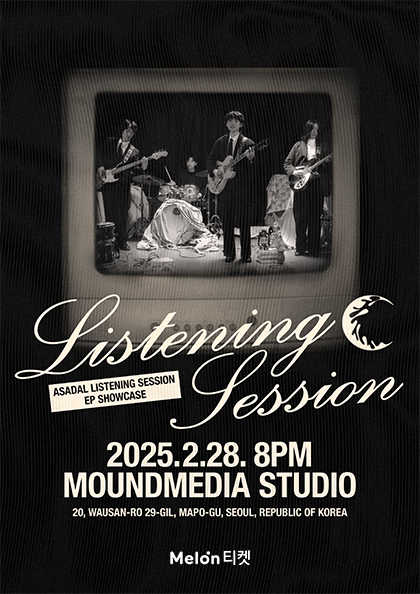 Listening
Session
ASADAL LISTENING SESSION
EP SHOWCASE
2025.2.28. 8PM
MOUNDMEDIA STUDIO
20, WAUSAN-RO 29-GIL, MAPO-GU, SEOUL, REPUBLIC OF KOREA
Melon티켓